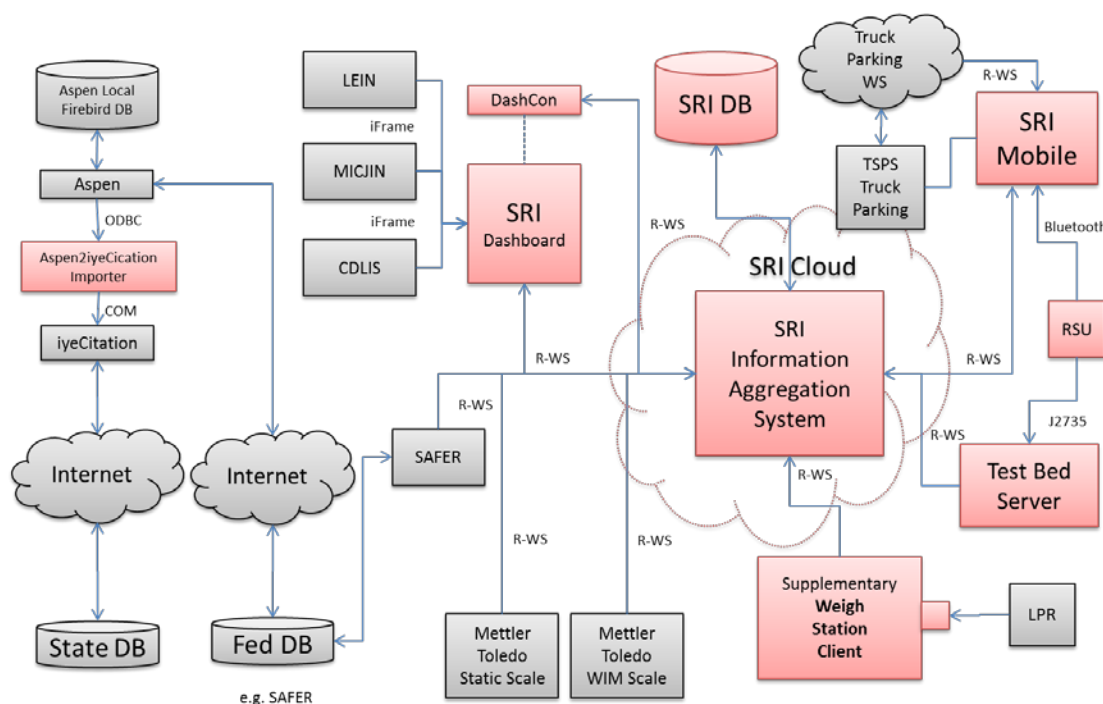 Aspen Local
Firebird DB
Aspen
ODBC
Aspen2iyeCication
Importer
COM
iyeCitation
Internet
State DB
Internet
Fed DB
e.g. SAFER
LEIN
iFrame
MICJIN
iFrame
CDLIS
DashCon
SRI
Dashboard
R-WS
R-WS
SAFER
R-WS
R-WS
R-WS
Mettler
Toledo
Static Scale
Mettler
Toledo
WIM Scale
SRI DB
SRI Cloud
SRI
Information
Aggregation
System
R-WS
Supplementary
Weigh
Station
Client
LPR
Truck
Parking
WS
R-WS
TSPS
Truck
Parking
SRI
Mobile
Bluetooth
RSU
R-WS
J2735
R-WS
Test Bed
Server